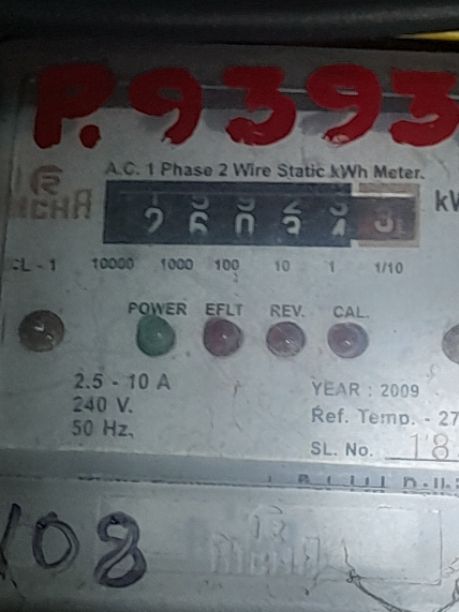 P.9393
A.C. 1 Phase 2 Wire Static kWh Meter.
CL - 1 10000 1000 100 10 1 1/10
POWER EFLT REV. CAL.
2.5 - 10 A
240 V.
50 Hz.
YEAR : 2009
Ref. Temp. - 27
SL. No. 18
108